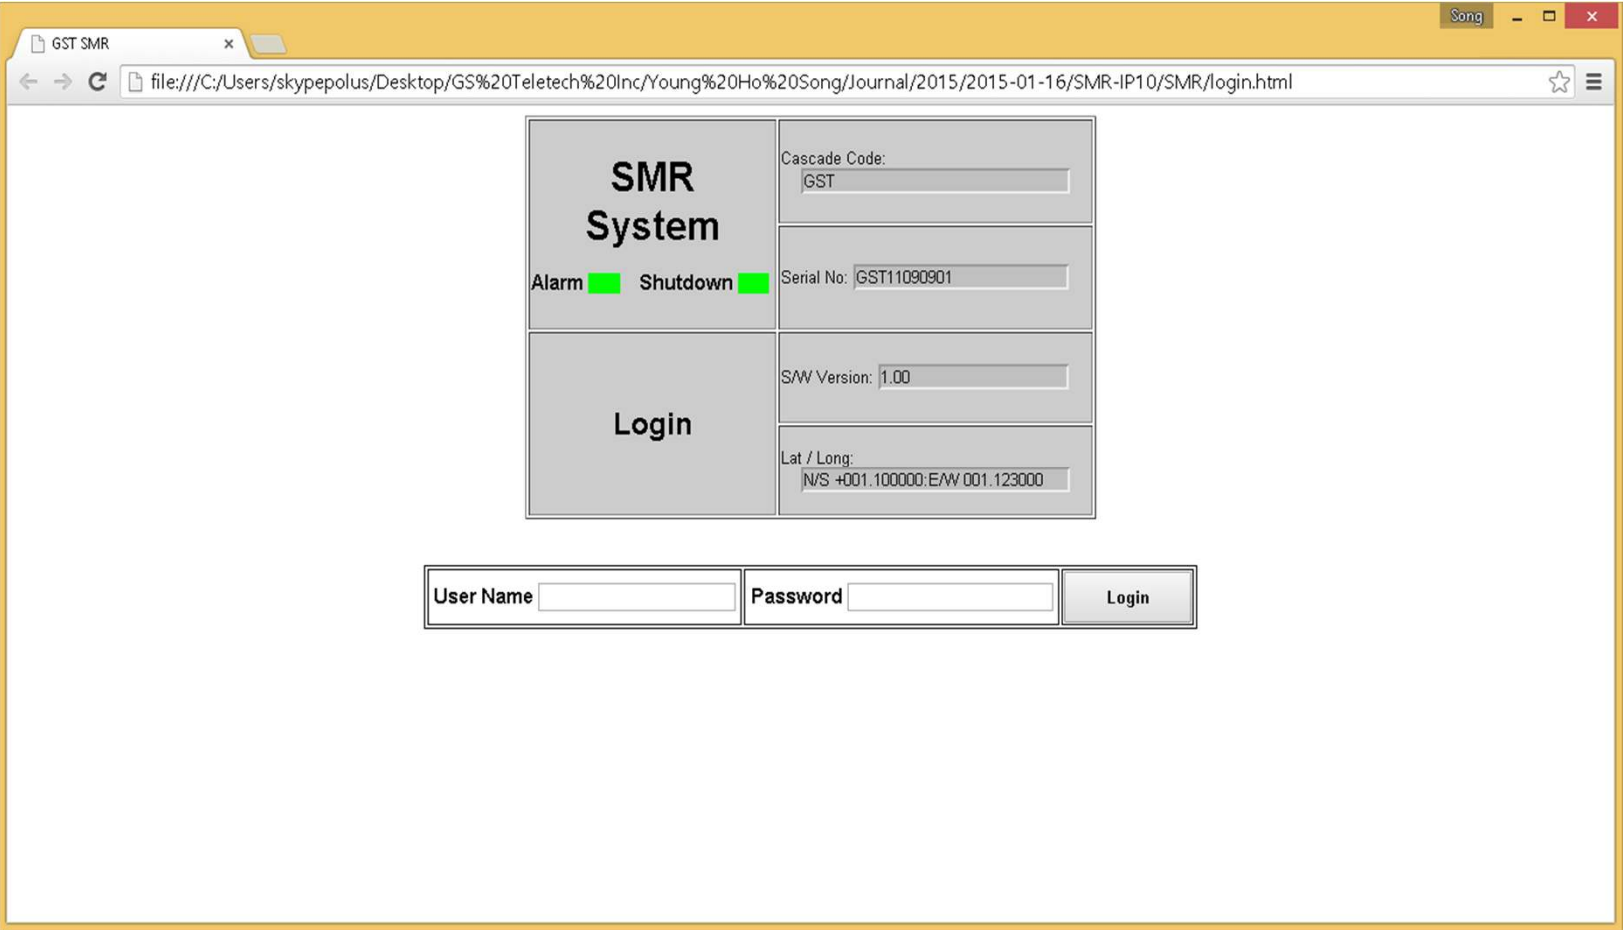 Song
GST SMR
file:///C:/Users/skypepolus/Desktop/GS%20Teletech%20Inc/Young%20Ho%20Song/Journal/2015/2015-01-16/SMR-IP10/SMR/login.html
SMR
System
Alarm Shutdown
Cascade Code:
GST
Serial No: GST11090901
Login
S/W Version: 1.00
Lat / Long:
N/S +001.100000:E/W 001.123000
User Name Password Login